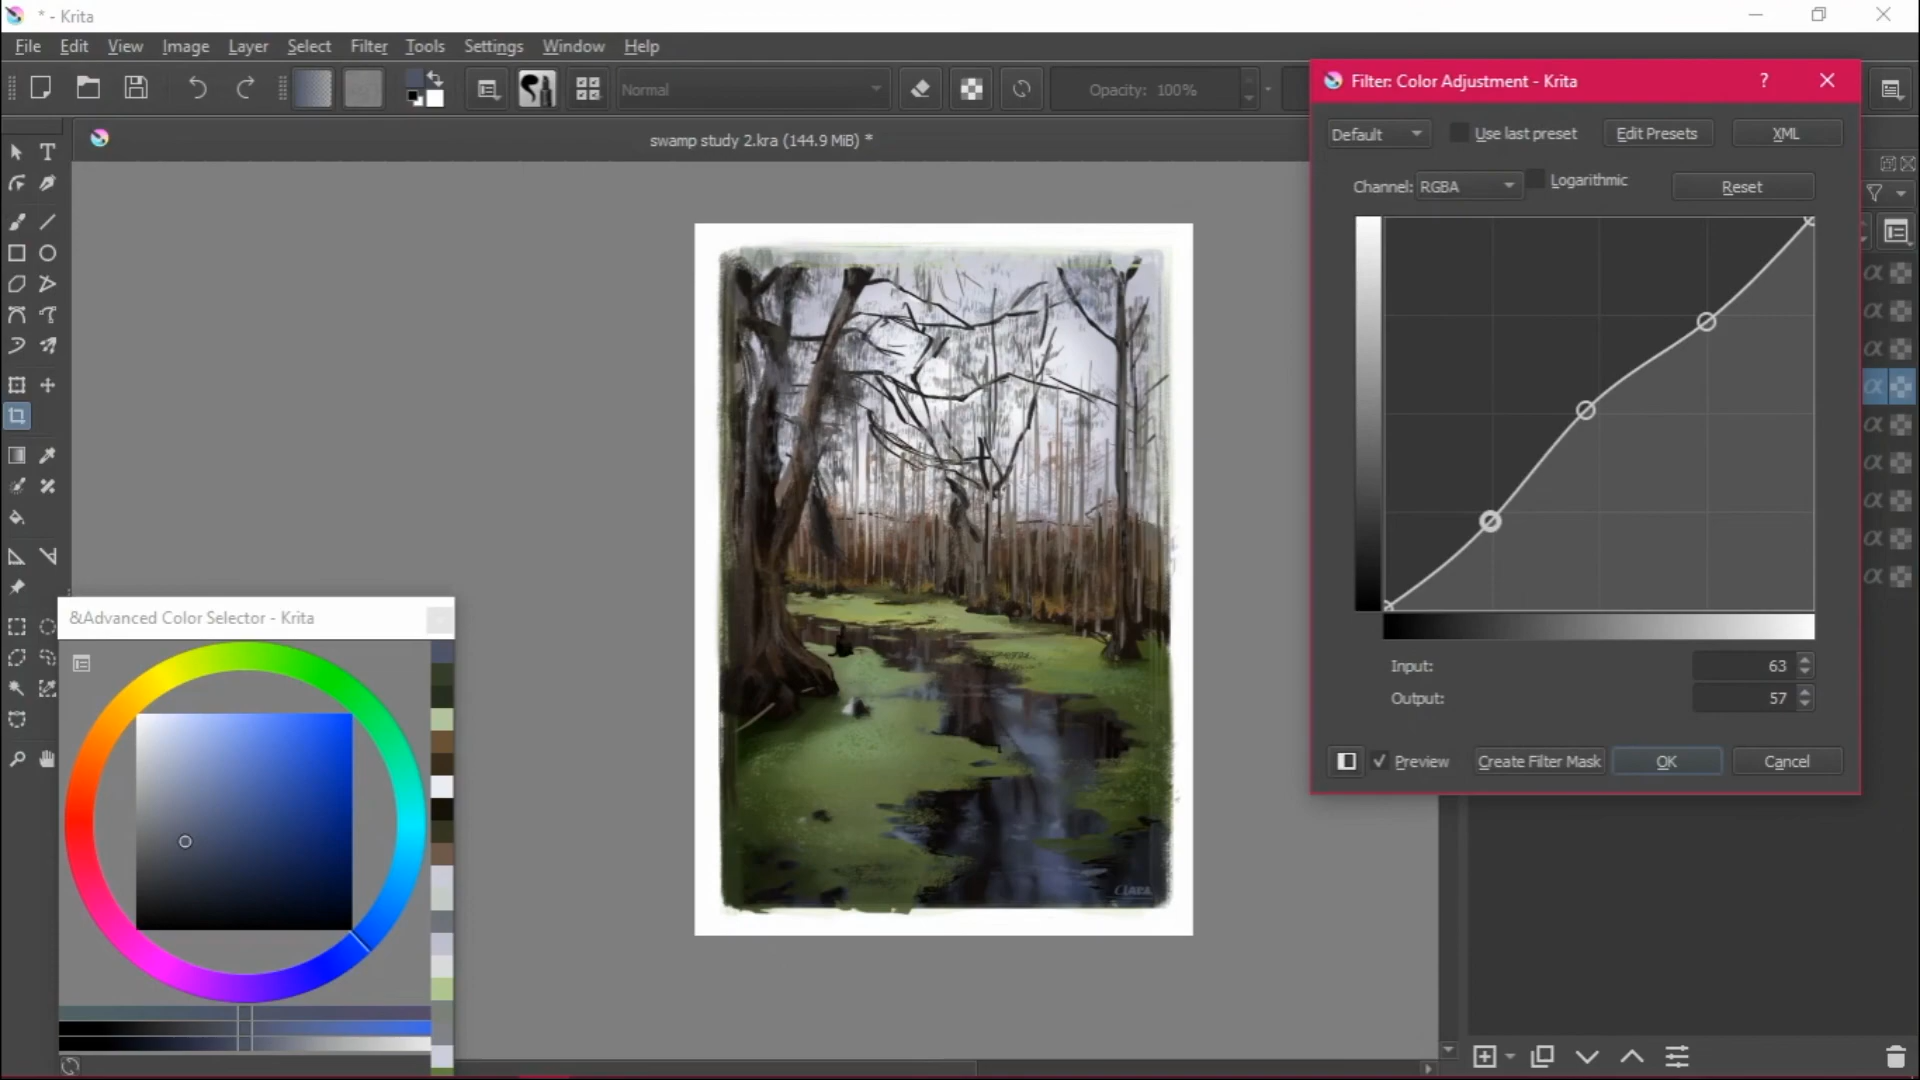 * - Krita
File Edit View Image Layer Select Filter Tools Settings Window Help
Normal
Opacity: 100%
swamp study 2.kra (144.9 MiB) *
Filter: Color Adjustment - Krita
?
Default
Use last preset
Edit Presets
XML
Channel: RGBA
Logarithmic
Reset
Input: 63
Output: 57
Preview
Create Filter Mask
OK
Cancel
&Advanced Color Selector - Krita
CLARA